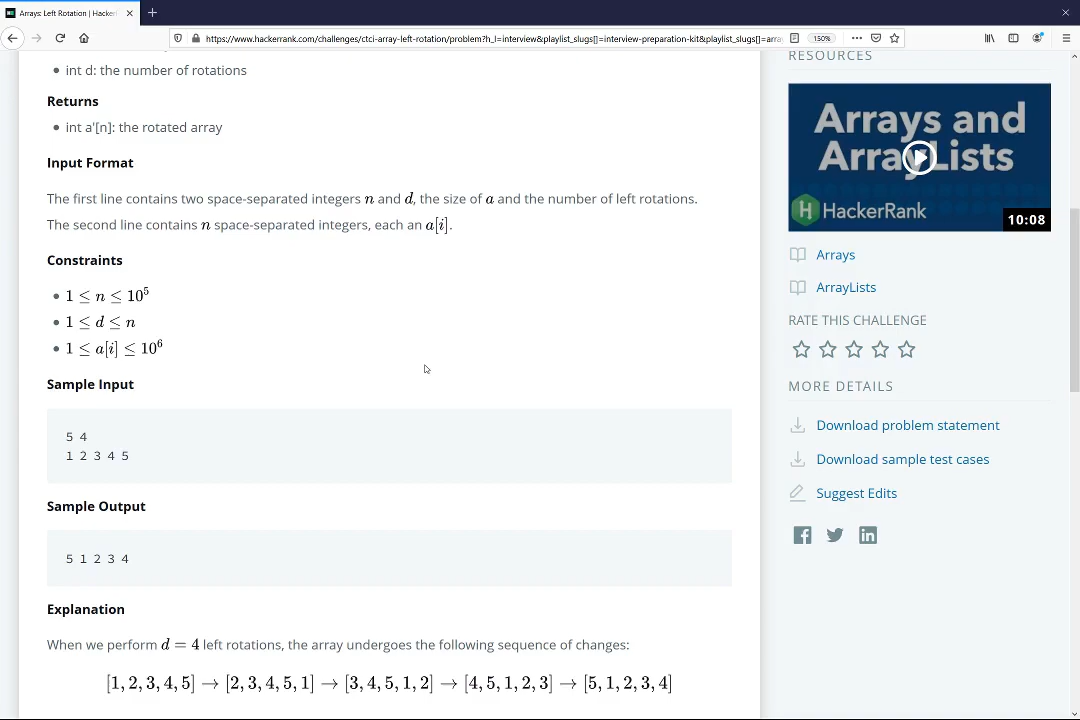 Arrays: Left Rotation | Hacker
https://www.hackerrank.com/challenges/ctci-array-left-rotation/problem?h_l=interview&playlist_slugs[]=interview-preparation-kit&playlist_slugs[]=arra
150%
int d: the number of rotations
Returns
int a'[n]: the rotated array
Input Format
The first line contains two space-separated integers n and d, the size of a and the number of left rotations.
The second line contains n space-separated integers, each an a[i].
Constraints
1 ≤ n ≤ 10^5
1 ≤ d ≤ n
1 ≤ a[i] ≤ 10^6
Sample Input
5 4
1 2 3 4 5
Sample Output
5 1 2 3 4
Explanation
When we perform d = 4 left rotations, the array undergoes the following sequence of changes:
[1, 2, 3, 4, 5] → [2, 3, 4, 5, 1] → [3, 4, 5, 1, 2] → [4, 5, 1, 2, 3] → [5, 1, 2, 3, 4]
RESOURCES
Arrays and
ArrayLists
H HackerRank
10:08
Arrays
ArrayLists
RATE THIS CHALLENGE
MORE DETAILS
Download problem statement
Download sample test cases
Suggest Edits